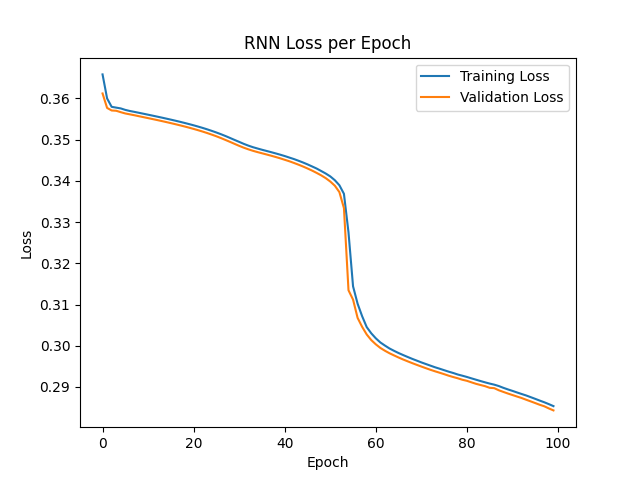 RNN Loss per Epoch
Training Loss
Validation Loss
0.36
0.35
0.34
0.33
0.32
0.31
0.30
0.29
Loss
0 20 40 60 80 100
Epoch